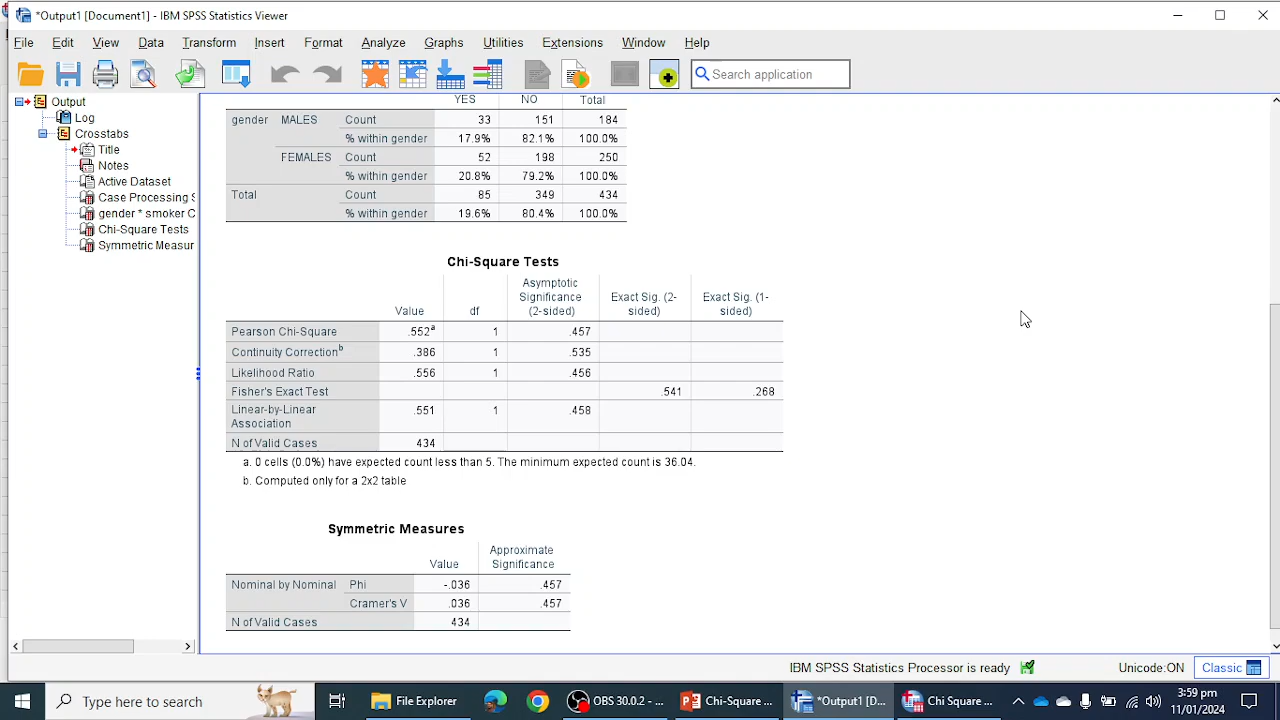 *Output1 [Document1] - IBM SPSS Statistics Viewer
File Edit View Data Transform Insert Format Analyze Graphs Utilities Extensions Window Help
Search application
Output
Log
Crosstabs
Title
Notes
Active Dataset
Case Processing S
gender * smoker C
Chi-Square Tests
Symmetric Measur
YES NO Total
gender MALES Count 33 151 184
% within gender 17.9% 82.1% 100.0%
FEMALES Count 52 198 250
% within gender 20.8% 79.2% 100.0%
Total Count 85 349 434
% within gender 19.6% 80.4% 100.0%
Chi-Square Tests
Value df Asymptotic Significance (2-sided) Exact Sig. (2-sided) Exact Sig. (1-sided)
Pearson Chi-Square .552a 1 .457
Continuity Correctionb .386 1 .535
Likelihood Ratio .556 1 .456
Fisher's Exact Test .541 .268
Linear-by-Linear Association .551 1 .458
N of Valid Cases 434
a. 0 cells (0.0%) have expected count less than 5. The minimum expected count is 36.04.
b. Computed only for a 2x2 table
Symmetric Measures
Value Approximate Significance
Nominal by Nominal Phi -.036 .457
Cramer's V .036 .457
N of Valid Cases 434
IBM SPSS Statistics Processor is ready Unicode:ON Classic
Type here to search
File Explorer
OBS 30.0.2 - ...
Chi-Square ...
*Output1 [D...
Chi Square ...
3:59 pm
11/01/2024